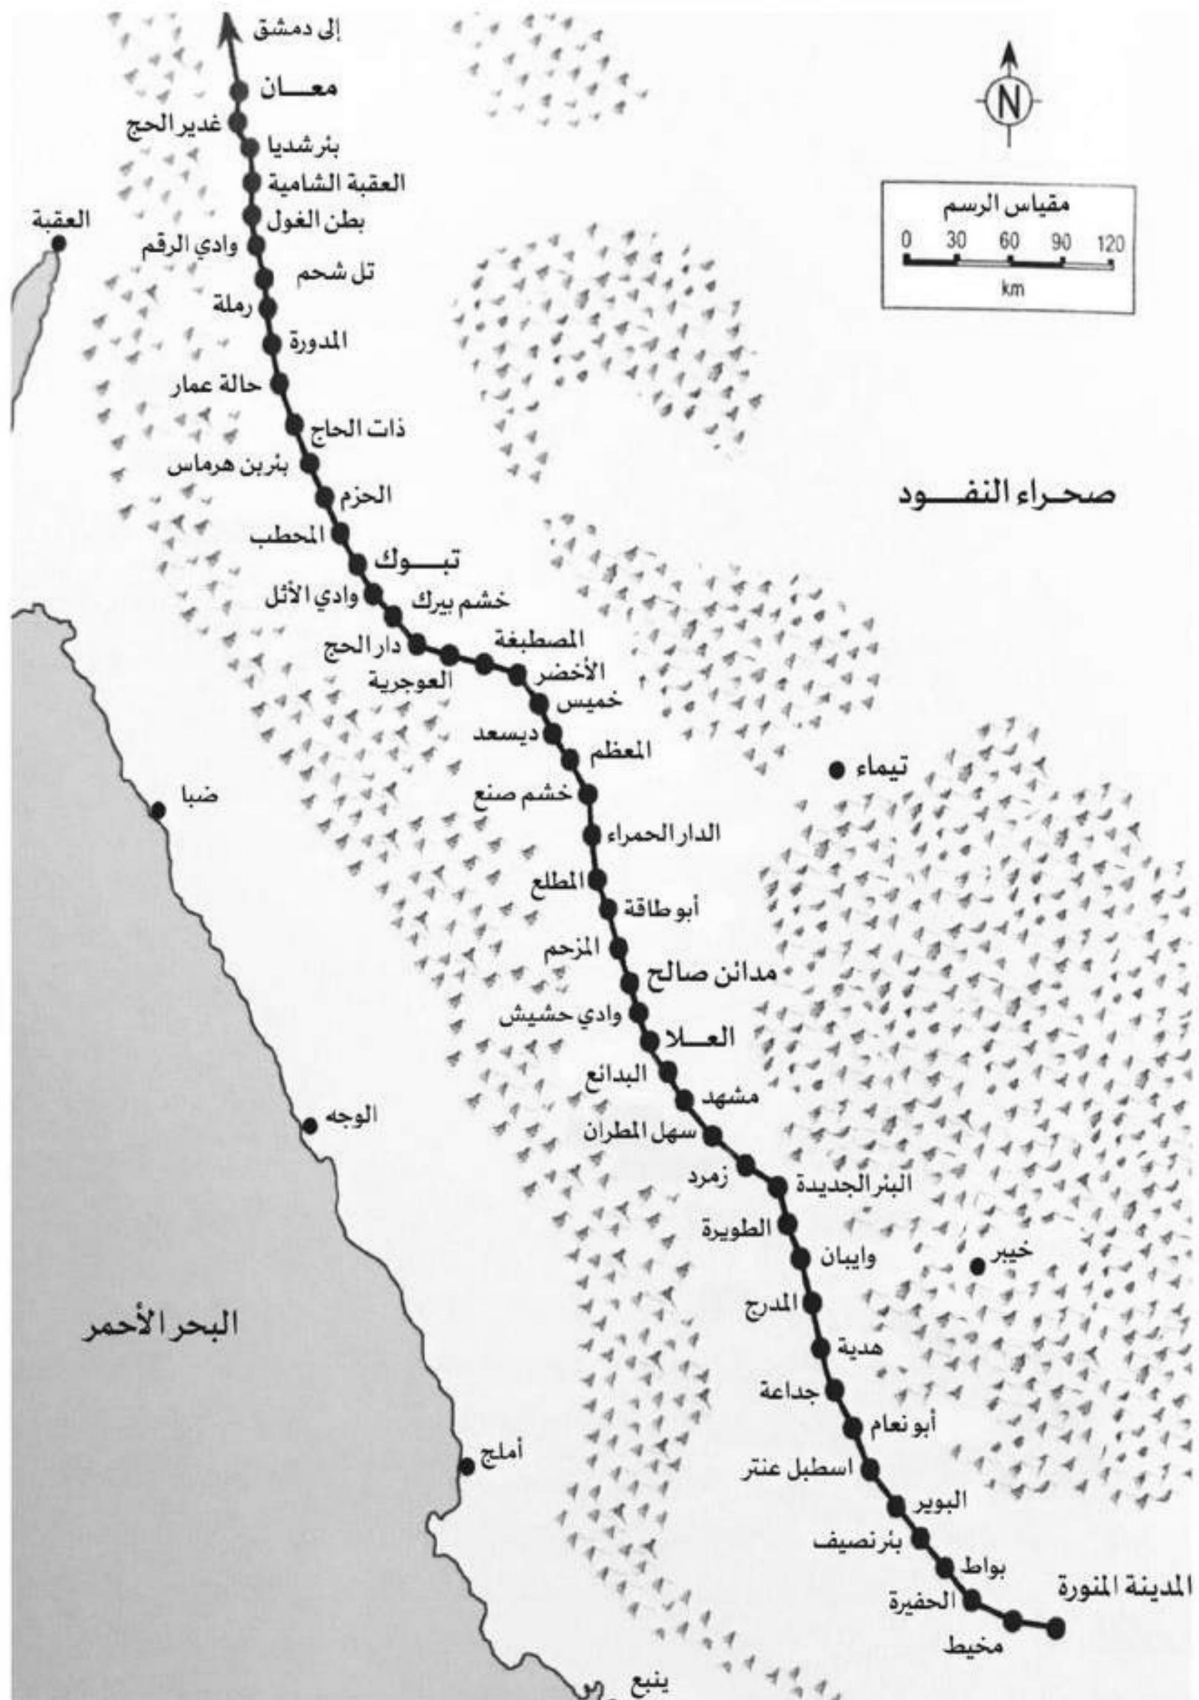 إلى دمشق
معـــان
غدير الحج
بئر شديا
العقبة الشامية
بطن الغول
العقبة
وادي الرقم
تل شحم
رملة
المدورة
حالة عمار
ذات الحاج
بئر بن هرماس
الحزم
المحطب
تبـــوك
وادي الأثل
خشم بيرك
دار الحج
المصطبغة
العوجرية
الأخضر
خميس
ديسعد
المعظم
خشم صنع
الدار الحمراء
المطلع
أبو طاقة
المزحم
مدائن صالح
وادي حشيش
العـــلا
البدائع
مشهد
سهل المطران
زمرد
البئر الجديدة
الطويرة
وايبان
المدرج
هدية
جداعة
أبو نعام
اسطبل عنتر
البوير
بئر نصيف
بواط
الحفيرة
مخيط
المدينة المنورة
N
مقياس الرسم
0 30 60 90 120
km
صحراء النفـــود
تيماء
خيبر
ضبا
الوجه
البحر الأحمر
أملج
ينبع